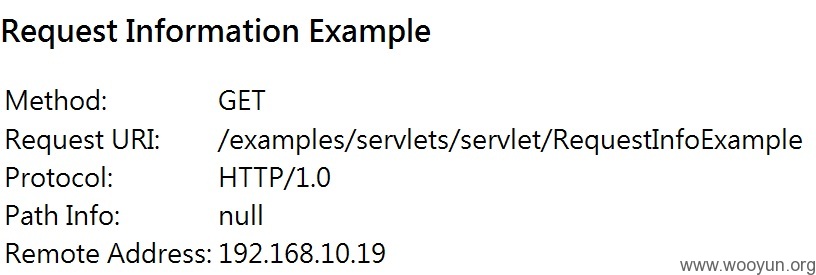 Request Information Example
Method: GET
Request URI: /examples/servlets/servlet/RequestInfoExample
Protocol: HTTP/1.0
Path Info: null
Remote Address: 192.168.10.19
www.wooyun.org